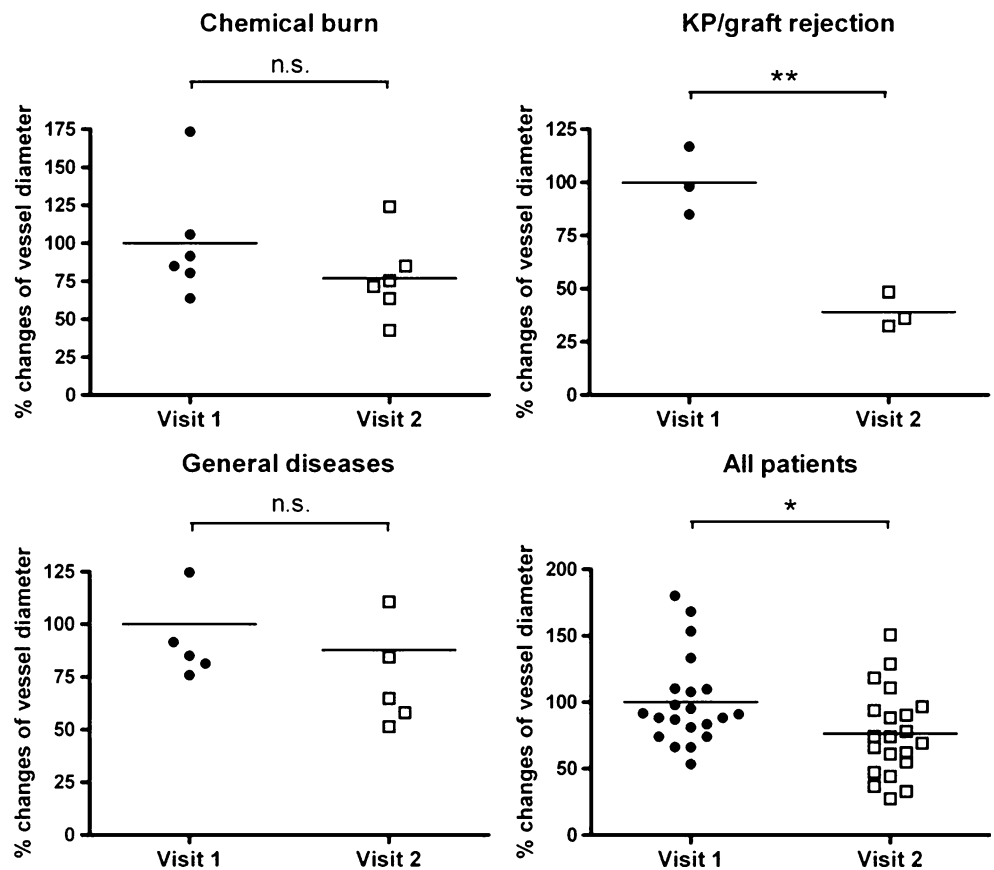 Chemical burn
n.s.
% changes of vessel diameter
175
150
125
100
75
50
25
0
Visit 1
Visit 2
KP/graft rejection
**
% changes of vessel diameter
125
100
75
50
25
0
Visit 1
Visit 2
General diseases
n.s.
% changes of vessel diameter
125
100
75
50
25
0
Visit 1
Visit 2
All patients
*
% changes of vessel diameter
200
150
100
50
0
Visit 1
Visit 2